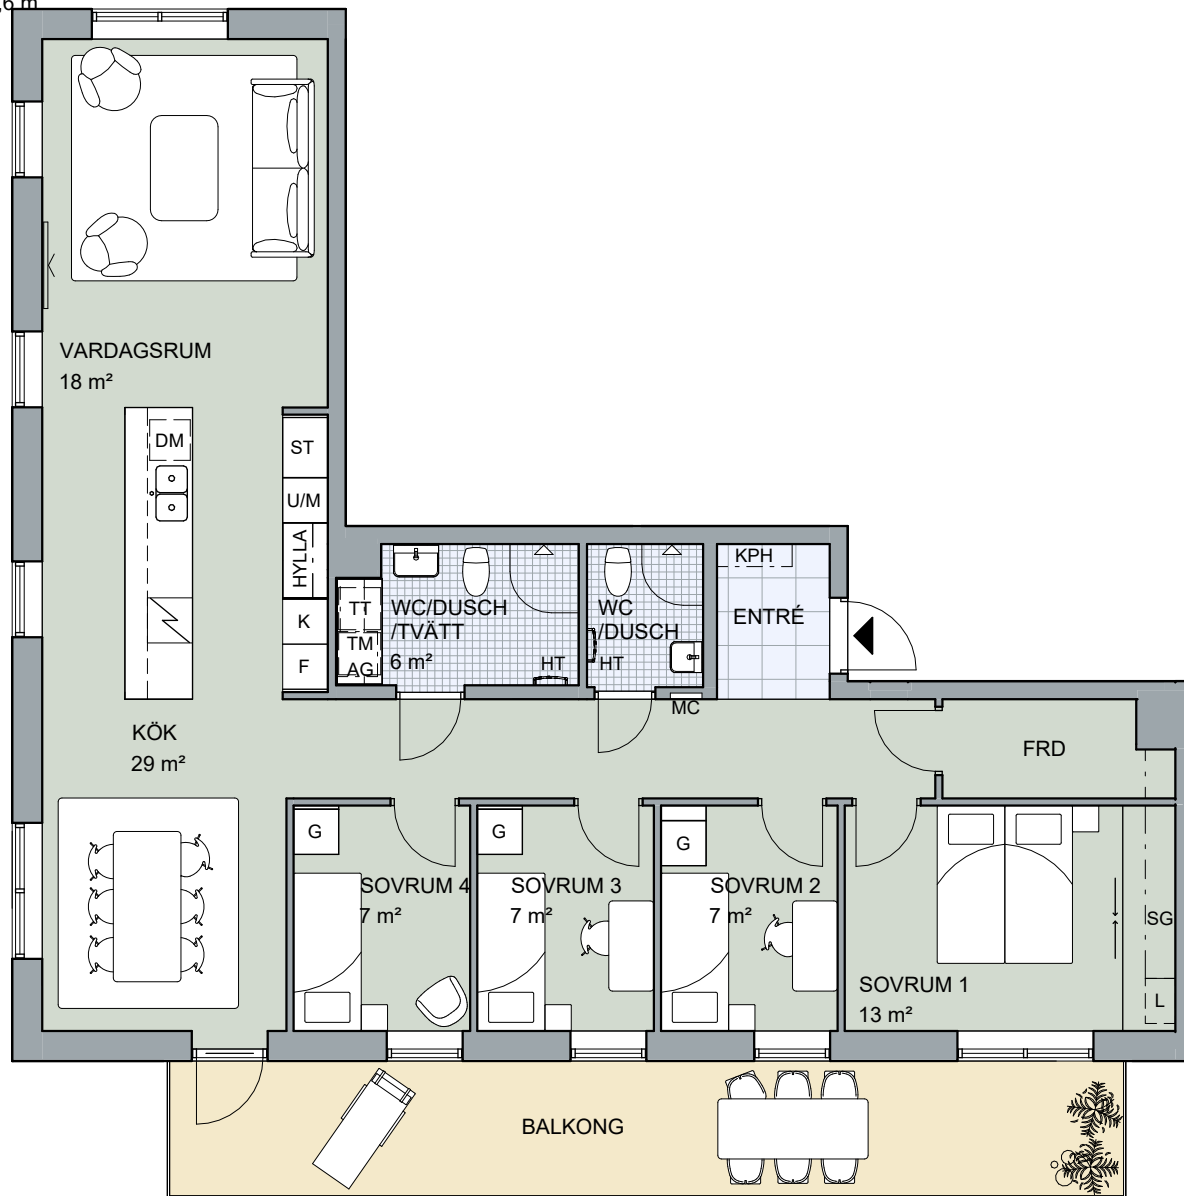 ,6 m
VARDAGSRUM
18 m²
DM
ST
U/M
HYLLA
K
F
TT
TM
AG
WC/DUSCH
/TVÄTT
6 m²
HT
WC
/DUSCH
HT
KPH
ENTRÉ
MC
KÖK
29 m²
FRD
G
SOVRUM 4
7 m²
G
SOVRUM 3
7 m²
G
SOVRUM 2
7 m²
SOVRUM 1
13 m²
SG
L
BALKONG